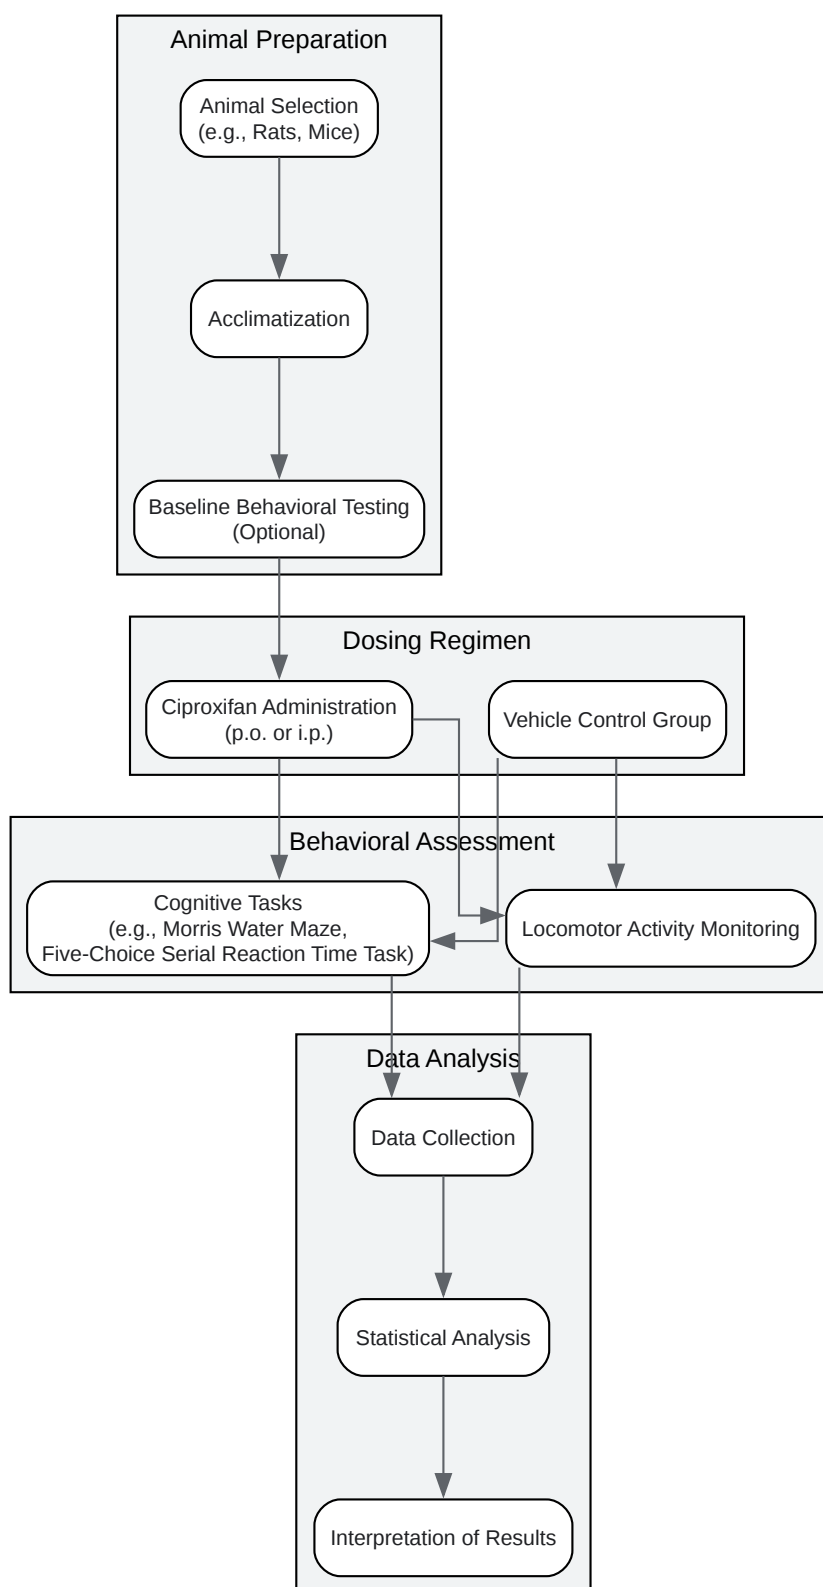 Animal Preparation
Animal Selection
(e.g., Rats, Mice)
Acclimatization
Baseline Behavioral Testing
(Optional)
Dosing Regimen
Ciproxifan Administration
(p.o. or i.p.)
Vehicle Control Group
Behavioral Assessment
Cognitive Tasks
(e.g., Morris Water Maze,
Five-Choice Serial Reaction Time Task)
Locomotor Activity Monitoring
Data Analysis
Data Collection
Statistical Analysis
Interpretation of Results